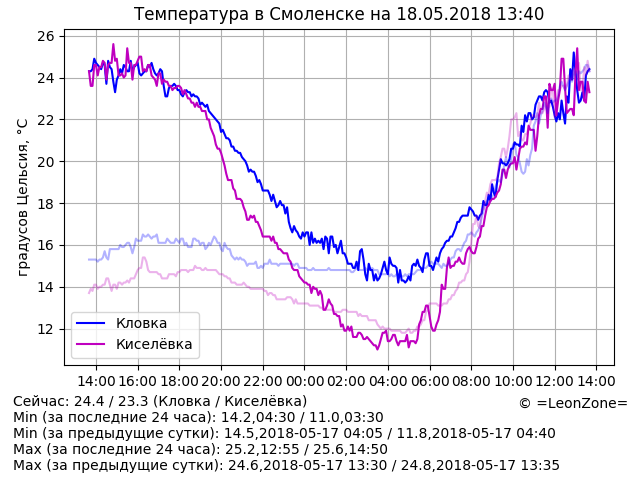 Температура в Смоленске на 18.05.2018 13:40
градусов Цельсия, °C
26
24
22
20
18
16
14
12
Кловка
Киселёвка
14:00 16:00 18:00 20:00 22:00 00:00 02:00 04:00 06:00 08:00 10:00 12:00 14:00
Сейчас: 24.4 / 23.3 (Кловка / Киселёвка)
© =LeonZone=
Min (за последние 24 часа): 14.2,04:30 / 11.0,03:30
Min (за предыдущие сутки): 14.5,2018-05-17 04:05 / 11.8,2018-05-17 04:40
Max (за последние 24 часа): 25.2,12:55 / 25.6,14:50
Max (за предыдущие сутки): 24.6,2018-05-17 13:30 / 24.8,2018-05-17 13:35